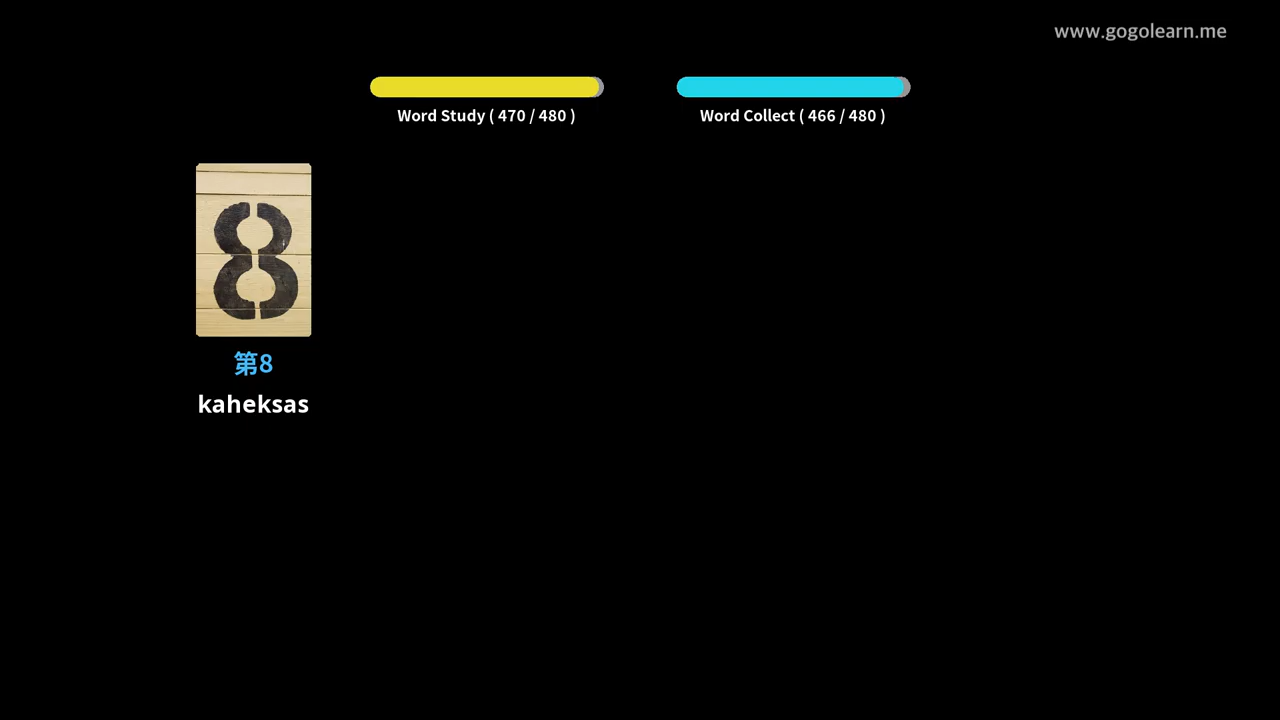 www.gogolearn.me
Word Study ( 470 / 480 )
Word Collect ( 466 / 480 )
8
第8
kaheksas